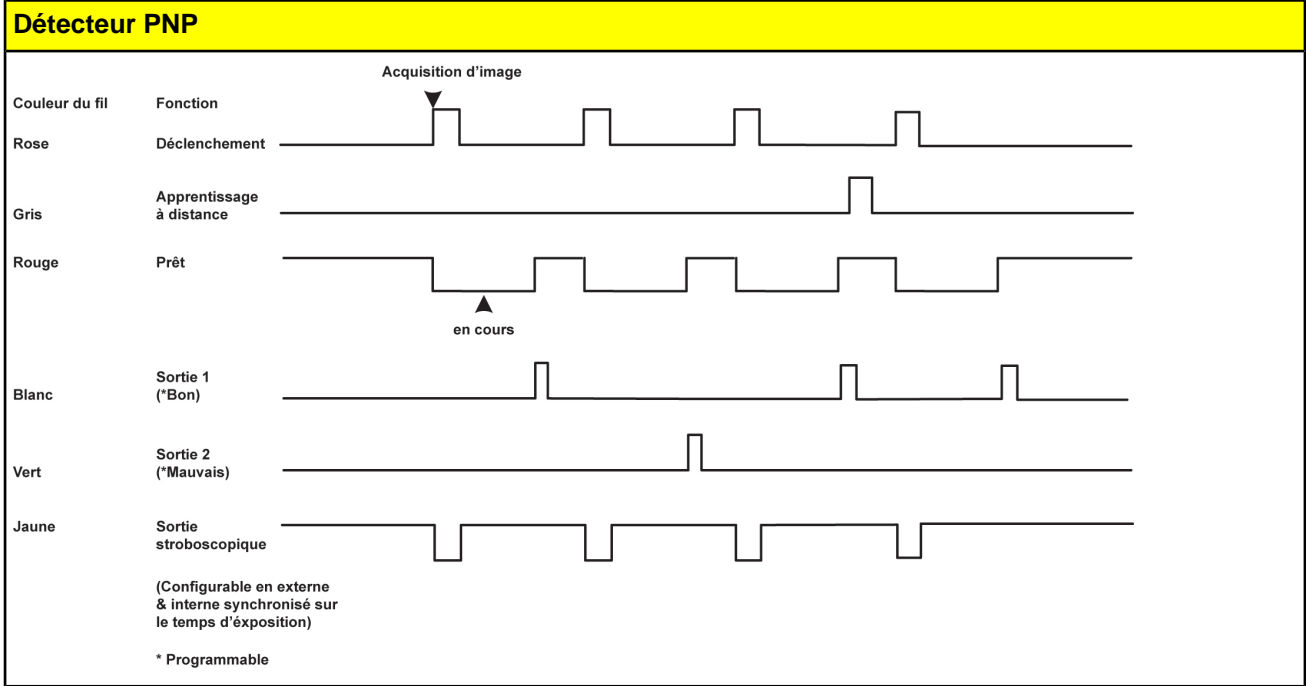 Détecteur PNP
Acquisition d'image
Couleur du fil Fonction
Rose Déclenchement
Apprentissage
Gris à distance
Rouge Prêt
en cours
Sortie 1
Blanc (*Bon)
Sortie 2
Vert (*Mauvais)
Jaune Sortie
stroboscopique
(Configurable en externe
& interne synchronisé sur
le temps d'éxposition)
* Programmable